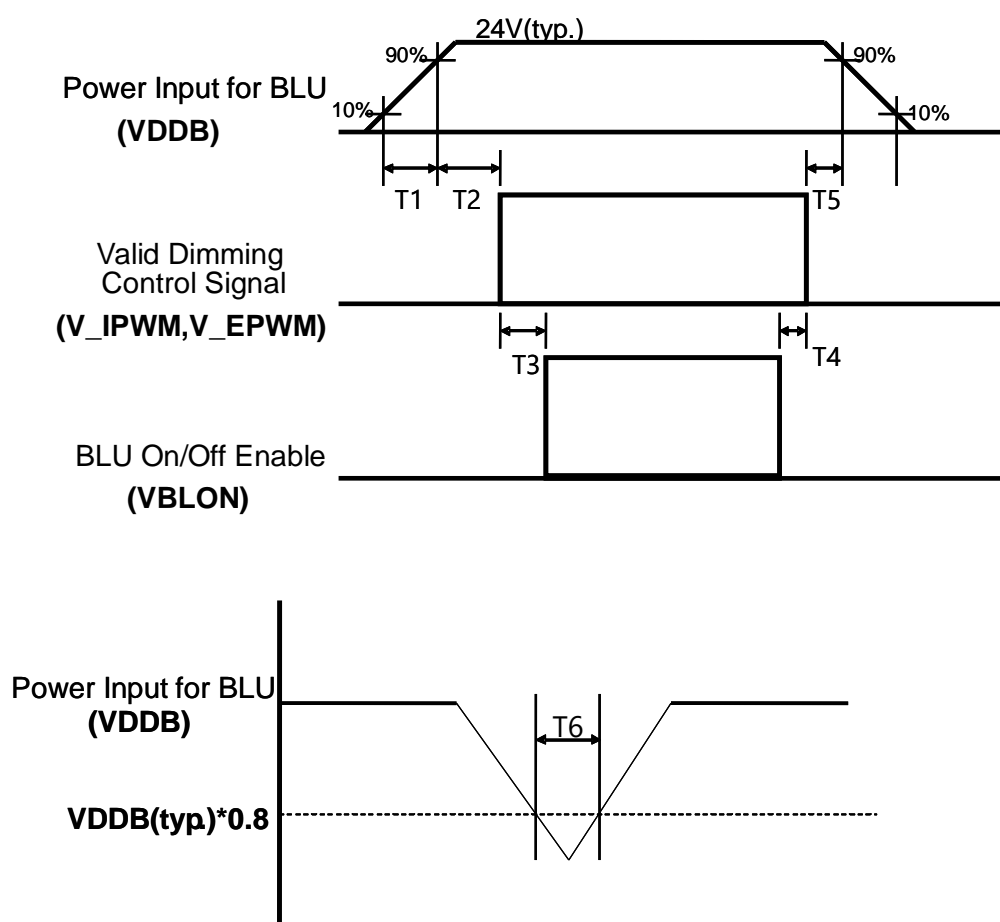 24V(typ.)
90%
90%
Power Input for BLU
10%
10%
(VDDB)
T1
T2
T5
Valid Dimming
Control Signal
(V_IPWM,V_EPWM)
T3
T4
BLU On/Off Enable
(VBLON)
Power Input for BLU
(VDDB)
T6
VDDB(typ.)*0.8